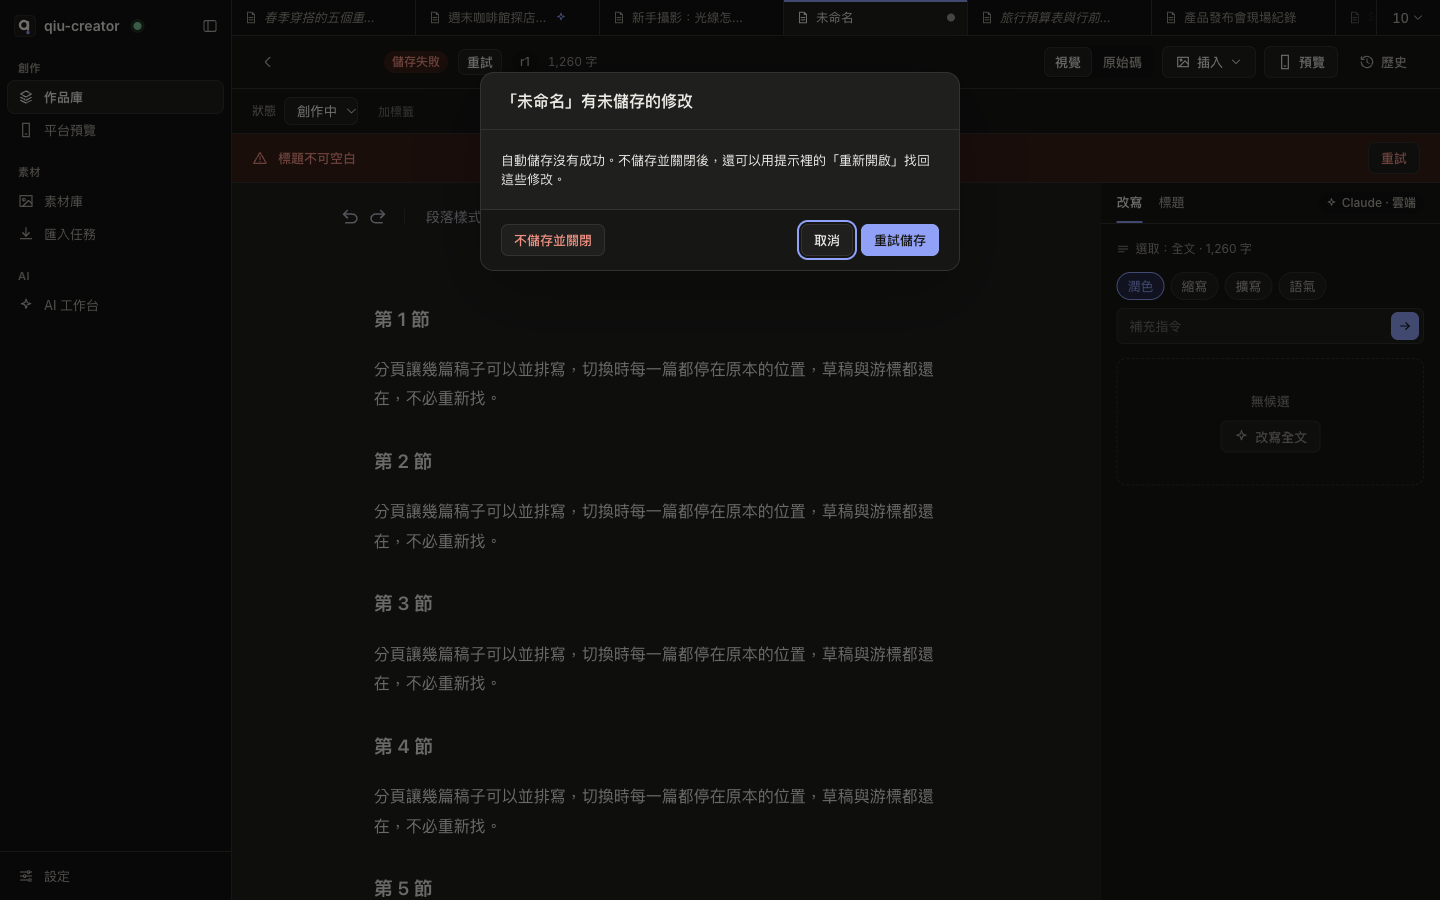 qiu-creator
創作
作品庫
平台預覽
素材
素材庫
匯入任務
AI
AI 工作台
設定
春季穿搭的五個重...
週末咖啡館探店...
新手攝影：光線怎...
未命名
旅行預算表與行前...
產品發布會現場紀錄
10
儲存失敗
重試
r1
1,260 字
視覺
原始碼
插入
預覽
歷史
狀態
創作中
加標籤
標題不可空白
重試
「未命名」有未儲存的修改
自動儲存沒有成功。不儲存並關閉後，還可以用提示裡的「重新開啟」找回
這些修改。
不儲存並關閉
取消
重試儲存
段落樣式
第 1 節
分頁讓幾篇稿子可以並排寫，切換時每一篇都停在原本的位置，草稿與游標都還
在，不必重新找。
第 2 節
分頁讓幾篇稿子可以並排寫，切換時每一篇都停在原本的位置，草稿與游標都還
在，不必重新找。
第 3 節
分頁讓幾篇稿子可以並排寫，切換時每一篇都停在原本的位置，草稿與游標都還
在，不必重新找。
第 4 節
分頁讓幾篇稿子可以並排寫，切換時每一篇都停在原本的位置，草稿與游標都還
在，不必重新找。
第 5 節
改寫
標題
Claude · 雲端
選取：全文 · 1,260 字
潤色
縮寫
擴寫
語氣
補充指令
無候選
改寫全文